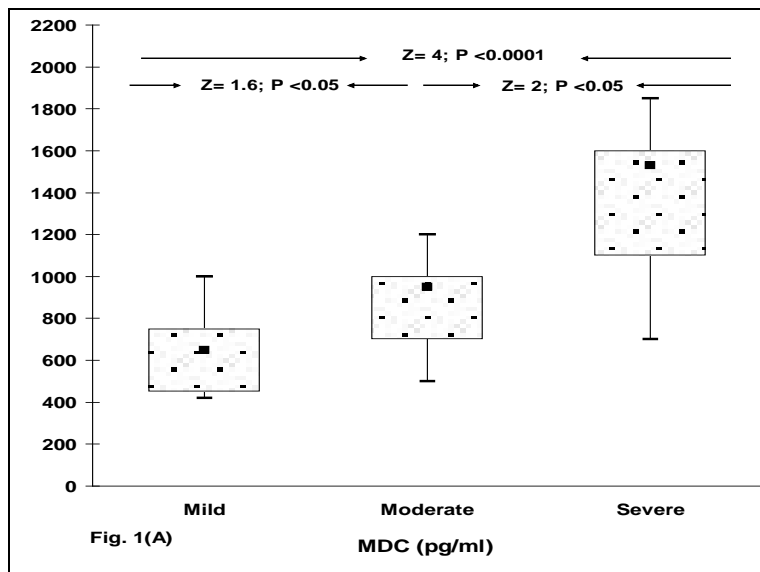 2200
2000
1800
1600
1400
1200
1000
800
600
400
200
0
Z= 4; P <0.0001
Z= 1.6; P <0.05 Z= 2; P <0.05
Mild Moderate Severe
Fig. 1(A)
MDC (pg/ml)